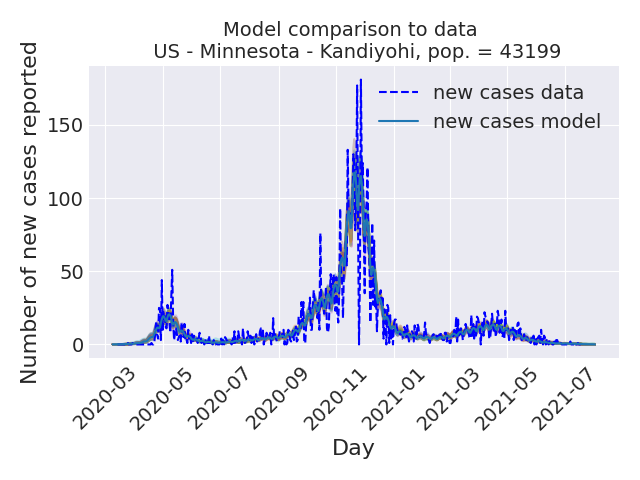 Model comparison to data
US - Minnesota - Kandiyohi, pop. = 43199
Number of new cases reported
150
100
50
0
new cases data
new cases model
2020-03
2020-05
2020-07
2020-09
2020-11
2021-01
2021-03
2021-05
2021-07
Day